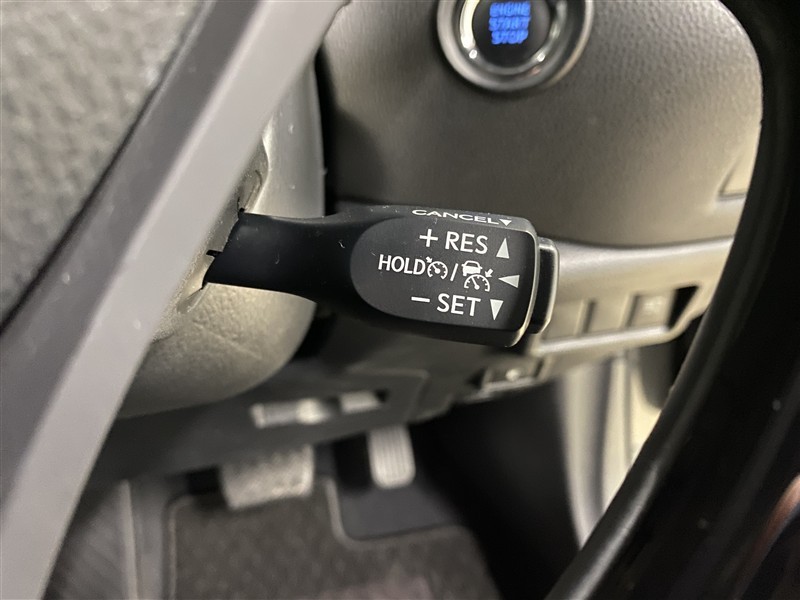 ENGINE
START
STOP
CANCEL▼
+ RES ▲
HOLD / ◀
− SET ▼